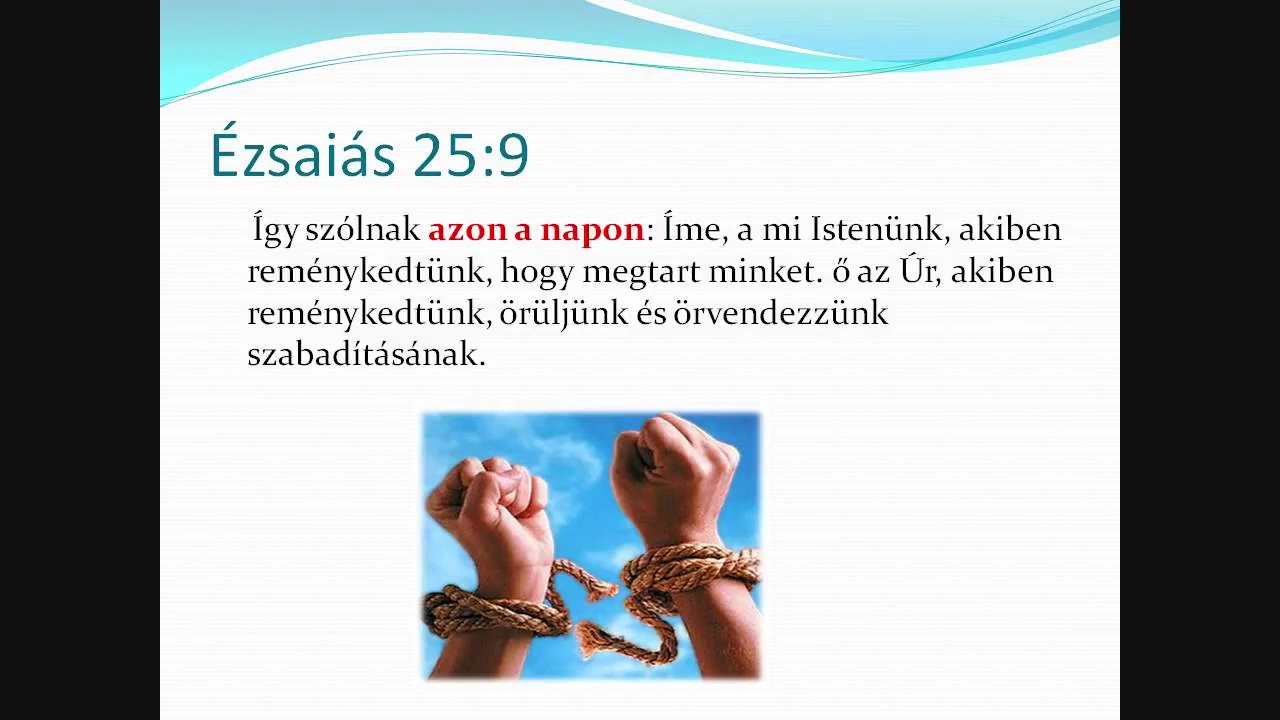 Ézsaiás 25:9
Így szólnak azon a napon: Íme, a mi Istenünk, akiben
reménykedtünk, hogy megtart minket. ő az Úr, akiben
reménykedtünk, örüljünk és örvendezzünk
szabadításának.